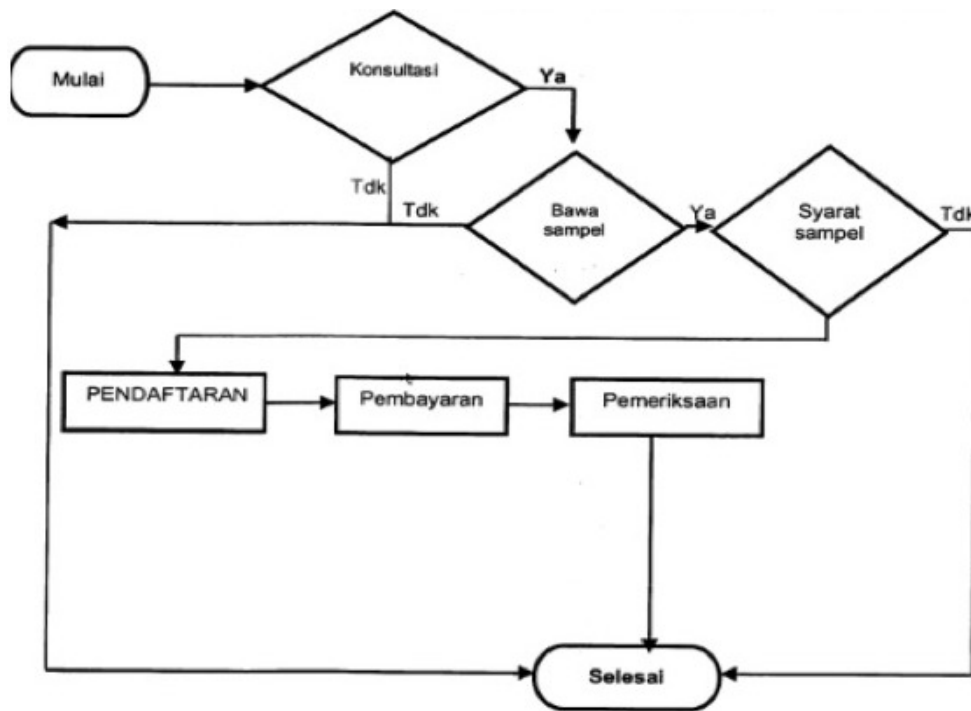 Mulai
Konsultasi
Ya
Tdk
Tdk
Bawa
sampel
Ya
Syarat
sampel
Tdk
PENDAFTARAN
Pembayaran
Pemeriksaan
Selesai